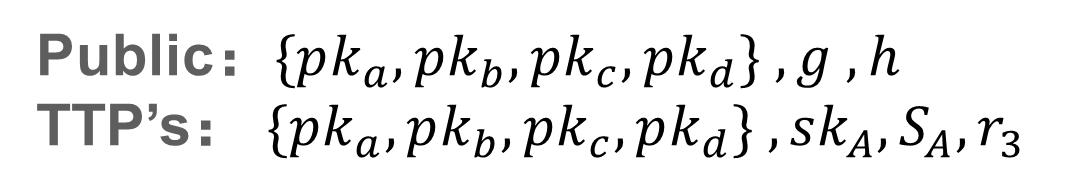 Public: {pk_a, pk_b, pk_c, pk_d} , g , h
TTP’s: {pk_a, pk_b, pk_c, pk_d} , sk_A, S_A, r_3